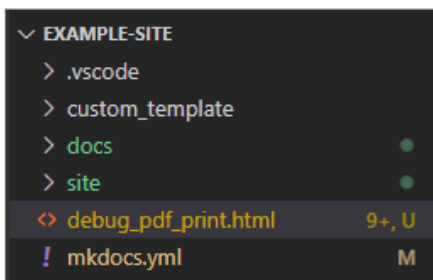 EXAMPLE-SITE
.vscode
custom_template
docs
site
<> debug_pdf_print.html 9+, U
! mkdocs.yml M